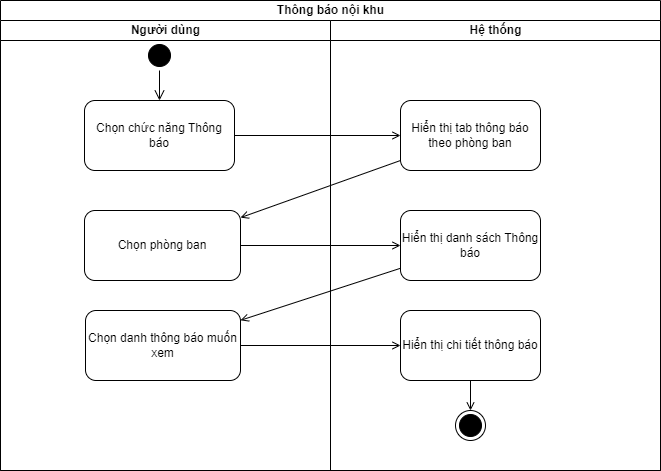 Thông báo nội khu
Người dùng
Hệ thống
Chọn chức năng Thông
báo
Hiển thị tab thông báo
theo phòng ban
Chọn phòng ban
Hiển thị danh sách Thông
báo
Chọn danh thông báo muốn
xem
Hiển thị chi tiết thông báo